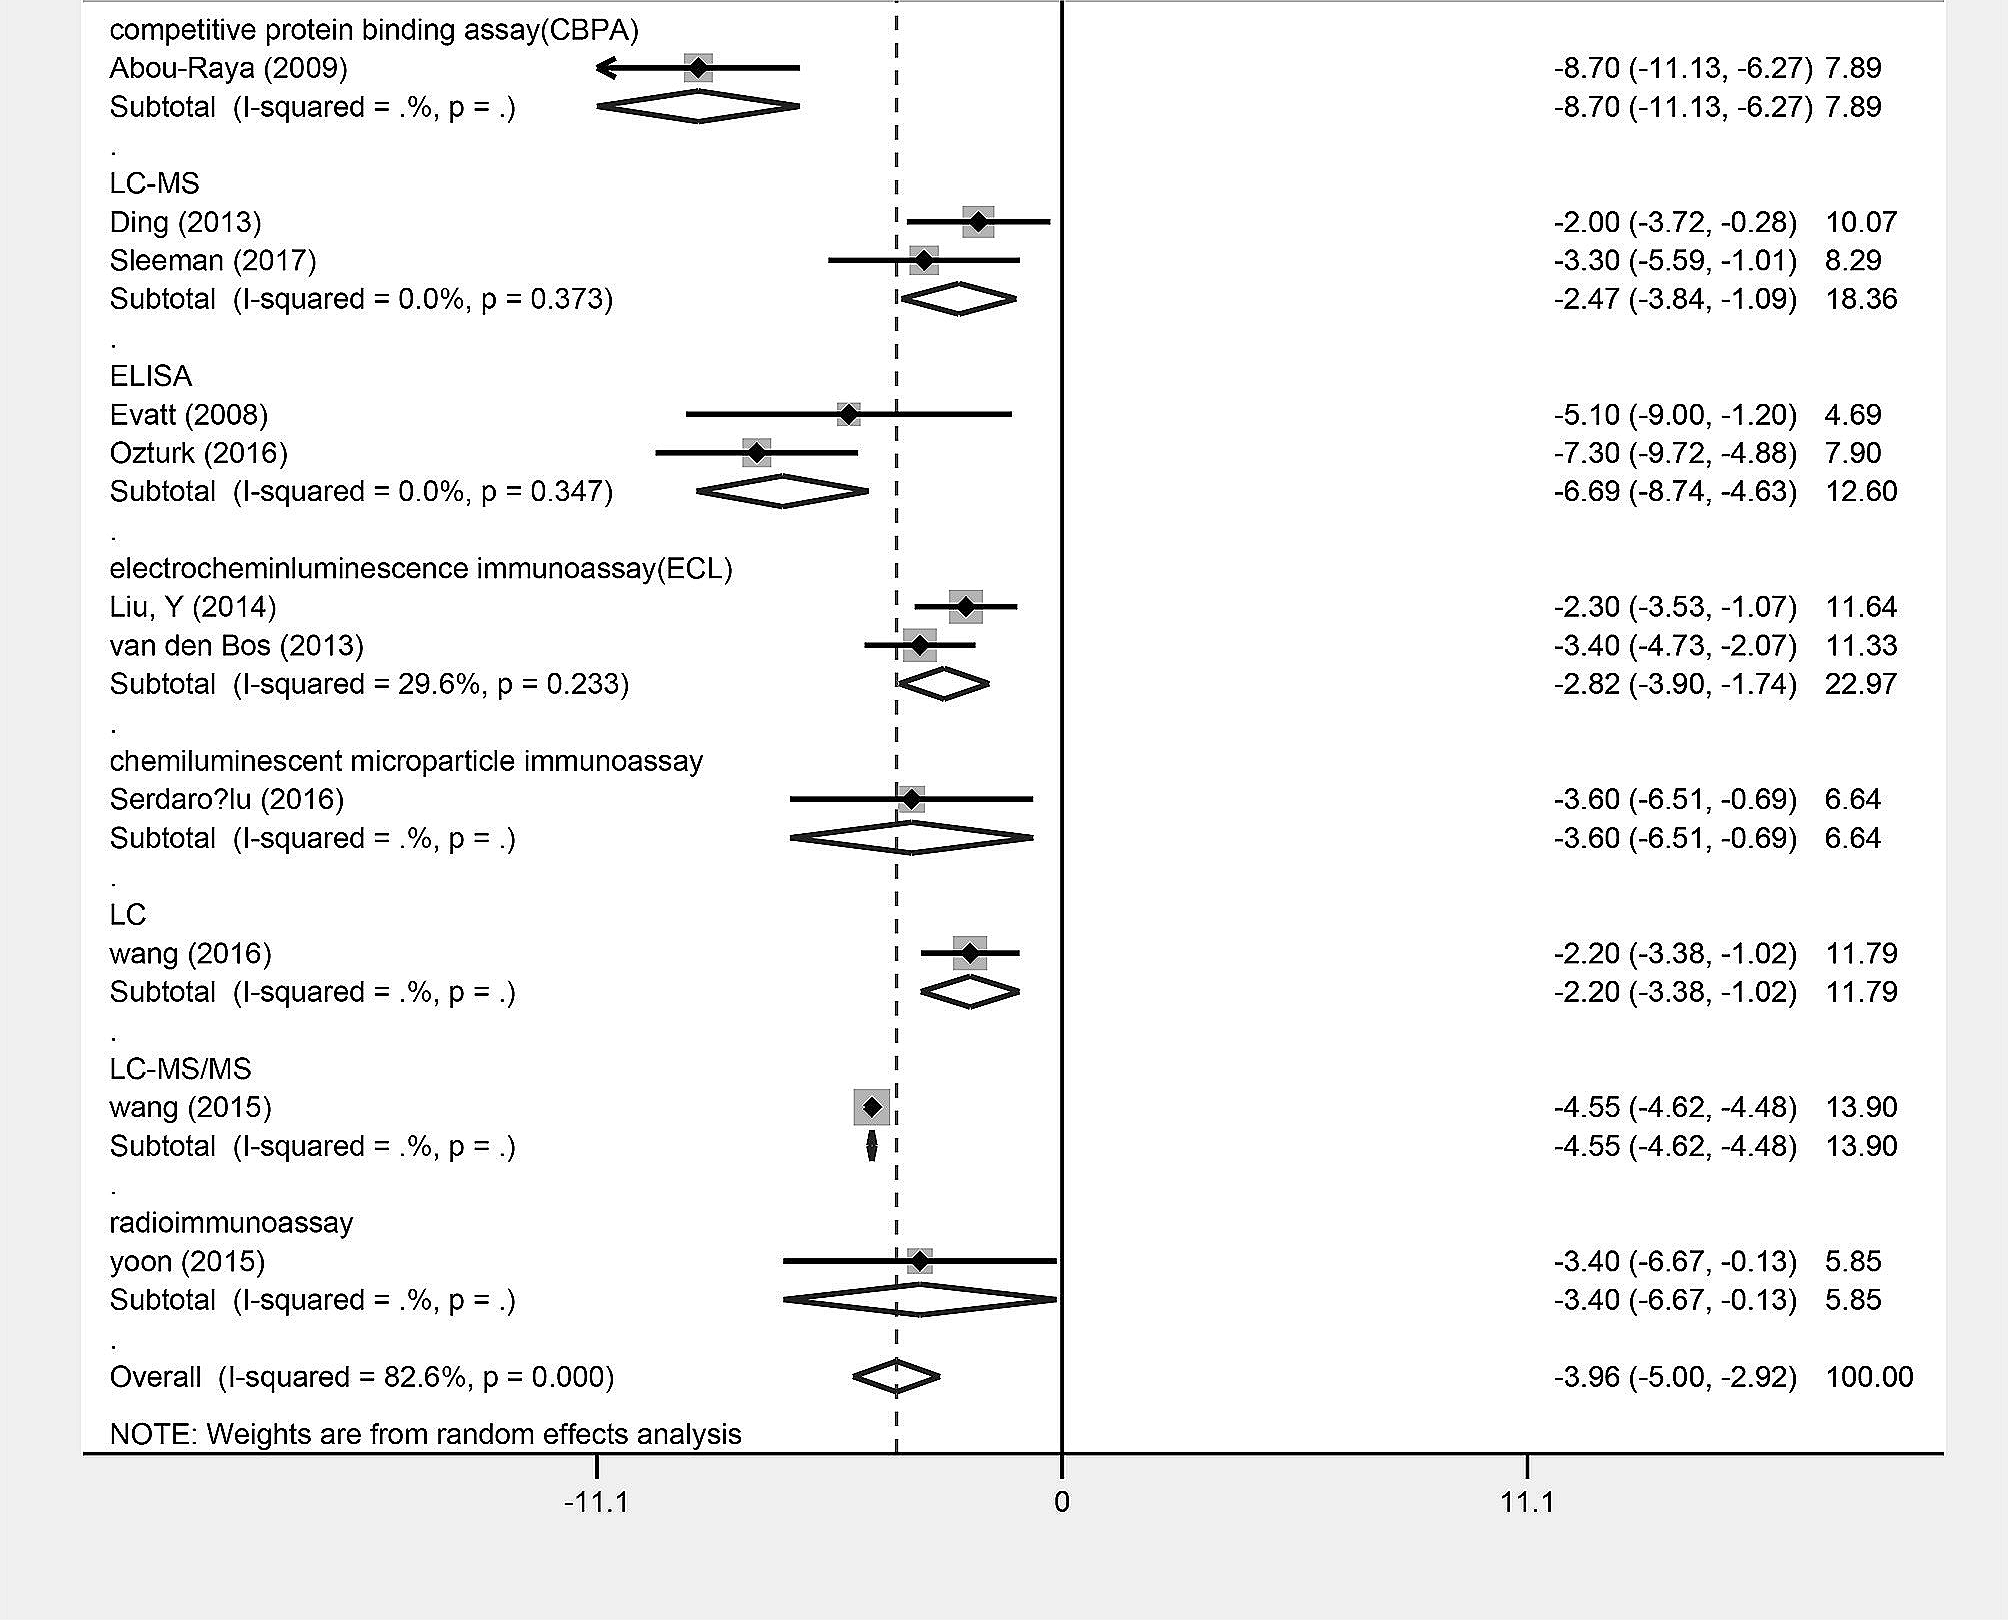 competitive protein binding assay(CBPA)
Abou-Raya (2009) -8.70 (-11.13, -6.27) 7.89
Subtotal (I-squared = .%, p = .) -8.70 (-11.13, -6.27) 7.89
.
LC-MS
Ding (2013) -2.00 (-3.72, -0.28) 10.07
Sleeman (2017) -3.30 (-5.59, -1.01) 8.29
Subtotal (I-squared = 0.0%, p = 0.373) -2.47 (-3.84, -1.09) 18.36
.
ELISA
Evatt (2008) -5.10 (-9.00, -1.20) 4.69
Ozturk (2016) -7.30 (-9.72, -4.88) 7.90
Subtotal (I-squared = 0.0%, p = 0.347) -6.69 (-8.74, -4.63) 12.60
.
electrocheminluminescence immunoassay(ECL)
Liu, Y (2014) -2.30 (-3.53, -1.07) 11.64
van den Bos (2013) -3.40 (-4.73, -2.07) 11.33
Subtotal (I-squared = 29.6%, p = 0.233) -2.82 (-3.90, -1.74) 22.97
.
chemiluminescent microparticle immunoassay
Serdaro?lu (2016) -3.60 (-6.51, -0.69) 6.64
Subtotal (I-squared = .%, p = .) -3.60 (-6.51, -0.69) 6.64
.
LC
wang (2016) -2.20 (-3.38, -1.02) 11.79
Subtotal (I-squared = .%, p = .) -2.20 (-3.38, -1.02) 11.79
.
LC-MS/MS
wang (2015) -4.55 (-4.62, -4.48) 13.90
Subtotal (I-squared = .%, p = .) -4.55 (-4.62, -4.48) 13.90
.
radioimmunoassay
yoon (2015) -3.40 (-6.67, -0.13) 5.85
Subtotal (I-squared = .%, p = .) -3.40 (-6.67, -0.13) 5.85
.
Overall (I-squared = 82.6%, p = 0.000) -3.96 (-5.00, -2.92) 100.00
NOTE: Weights are from random effects analysis
-11.1 0 11.1